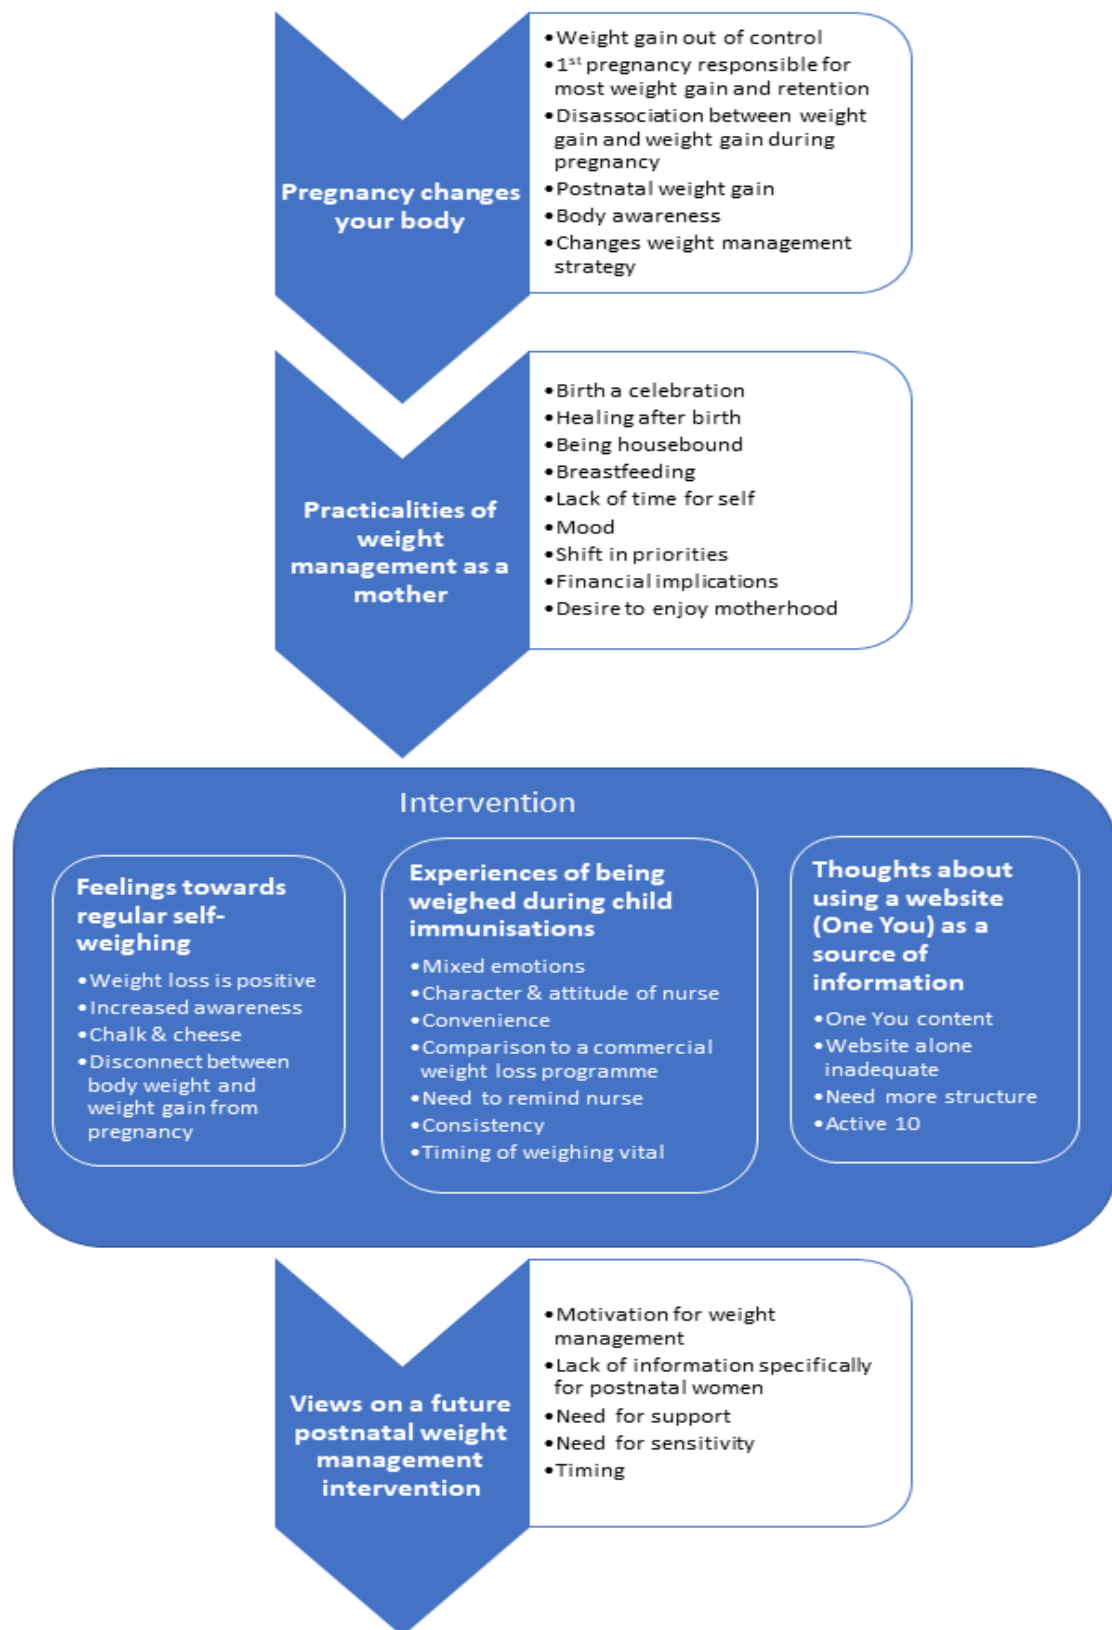 Pregnancy changes
your body
•Weight gain out of control
•1st pregnancy responsible for
most weight gain and retention
•Disassociation between weight
gain and weight gain during
pregnancy
•Postnatal weight gain
•Body awareness
•Changes weight management
strategy
Practicalities of
weight
management as a
mother
•Birth a celebration
•Healing after birth
•Being housebound
•Breastfeeding
•Lack of time for self
•Mood
•Shift in priorities
•Financial implications
•Desire to enjoy motherhood
Intervention
Feelings towards
regular self-
weighing
•Weight loss is positive
•Increased awareness
•Chalk & cheese
•Disconnect between
body weight and
weight gain from
pregnancy
Experiences of being
weighed during child
immunisations
•Mixed emotions
•Character & attitude of nurse
•Convenience
•Comparison to a commercial
weight loss programme
•Need to remind nurse
•Consistency
•Timing of weighing vital
Thoughts about
using a website
(One You) as a
source of
information
•One You content
•Website alone
inadequate
•Need more structure
•Active 10
Views on a future
postnatal weight
management
intervention
•Motivation for weight
management
•Lack of information specifically
for postnatal women
•Need for support
•Need for sensitivity
•Timing